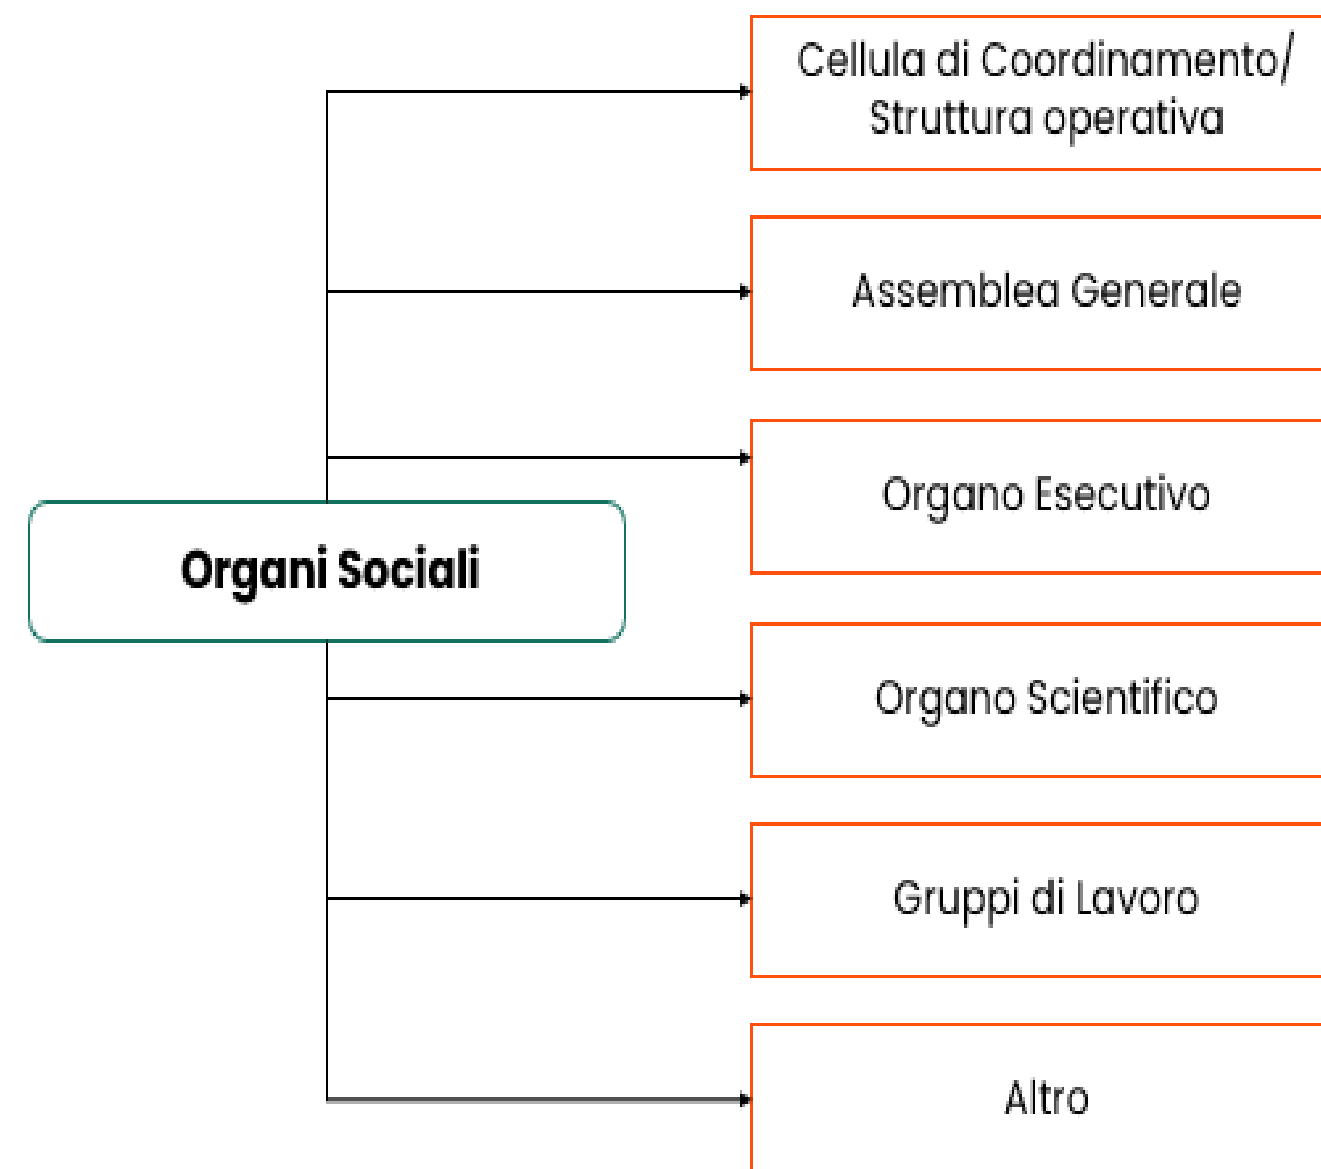 Cellula di Coordinamento/
Struttura operativa
Assemblea Generale
Organo Esecutivo
Organi Sociali
Organo Scientifico
Gruppi di Lavoro
Altro